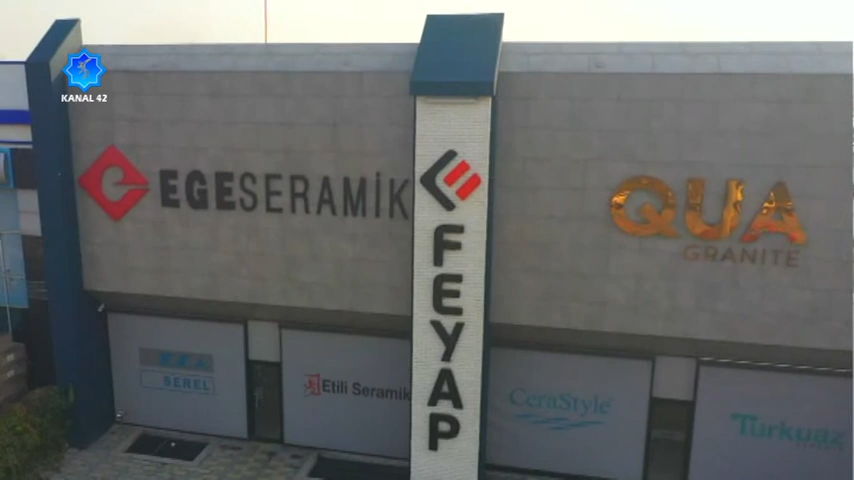 KANAL 42
EGESERAMİK
FEYAP
QUA
GRANITE
SEREL
Etili Seramik
CeraStyle
Turkuaz